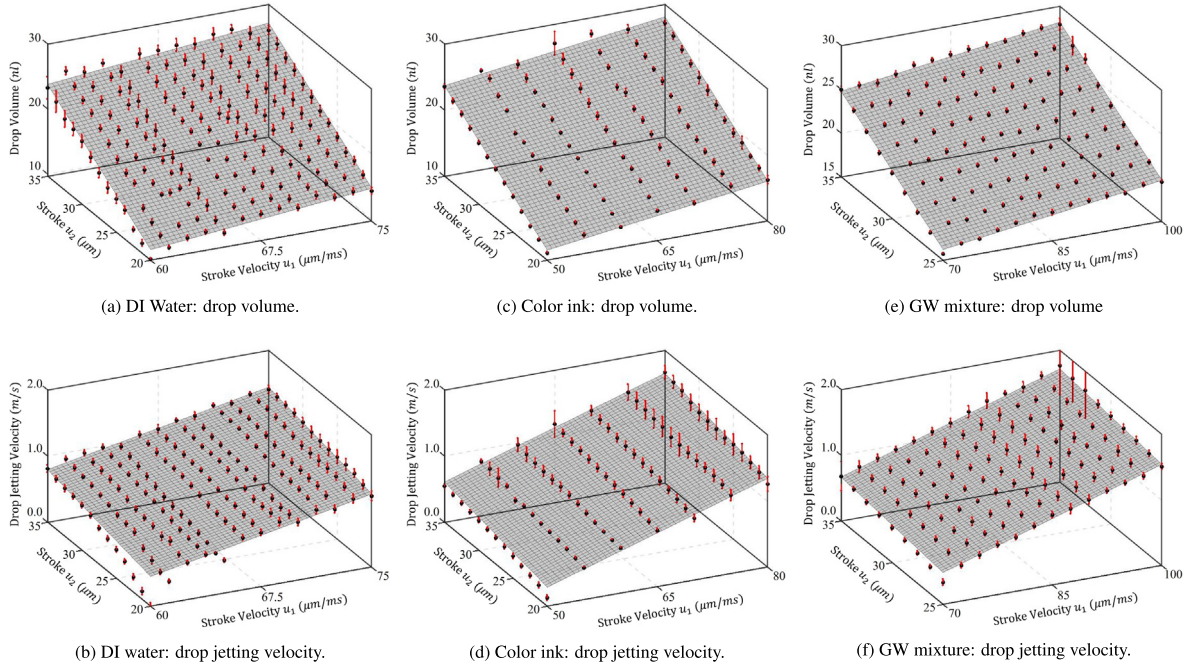 30
20
10
35
30
25
20
60
67.5
75
Drop Volume (nl)
Stroke u₂ (μm)
Stroke Velocity u₁ (μm/ms)
(a) DI Water: drop volume.
30
20
10
35
30
25
20
50
65
80
Drop Volume (nl)
Stroke u₂ (μm)
Stroke Velocity u₁ (μm/ms)
(c) Color ink: drop volume.
30
25
20
15
35
30
25
70
85
100
Drop Volume (nl)
Stroke u₂ (μm)
Stroke Velocity u₁ (μm/ms)
(e) GW mixture: drop volume
2.0
1.0
0.0
35
30
25
20
60
67.5
75
Drop Jetting Velocity (m/s)
Stroke u₂ (μm)
Stroke Velocity u₁ (μm/ms)
(b) DI water: drop jetting velocity.
2.0
1.0
0.0
35
30
25
20
50
65
80
Drop Jetting Velocity (m/s)
Stroke u₂ (μm)
Stroke Velocity u₁ (μm/ms)
(d) Color ink: drop jetting velocity.
2.0
1.0
0.0
35
30
25
70
85
100
Drop Jetting Velocity (m/s)
Stroke u₂ (μm)
Stroke Velocity u₁ (μm/ms)
(f) GW mixture: drop jetting velocity.